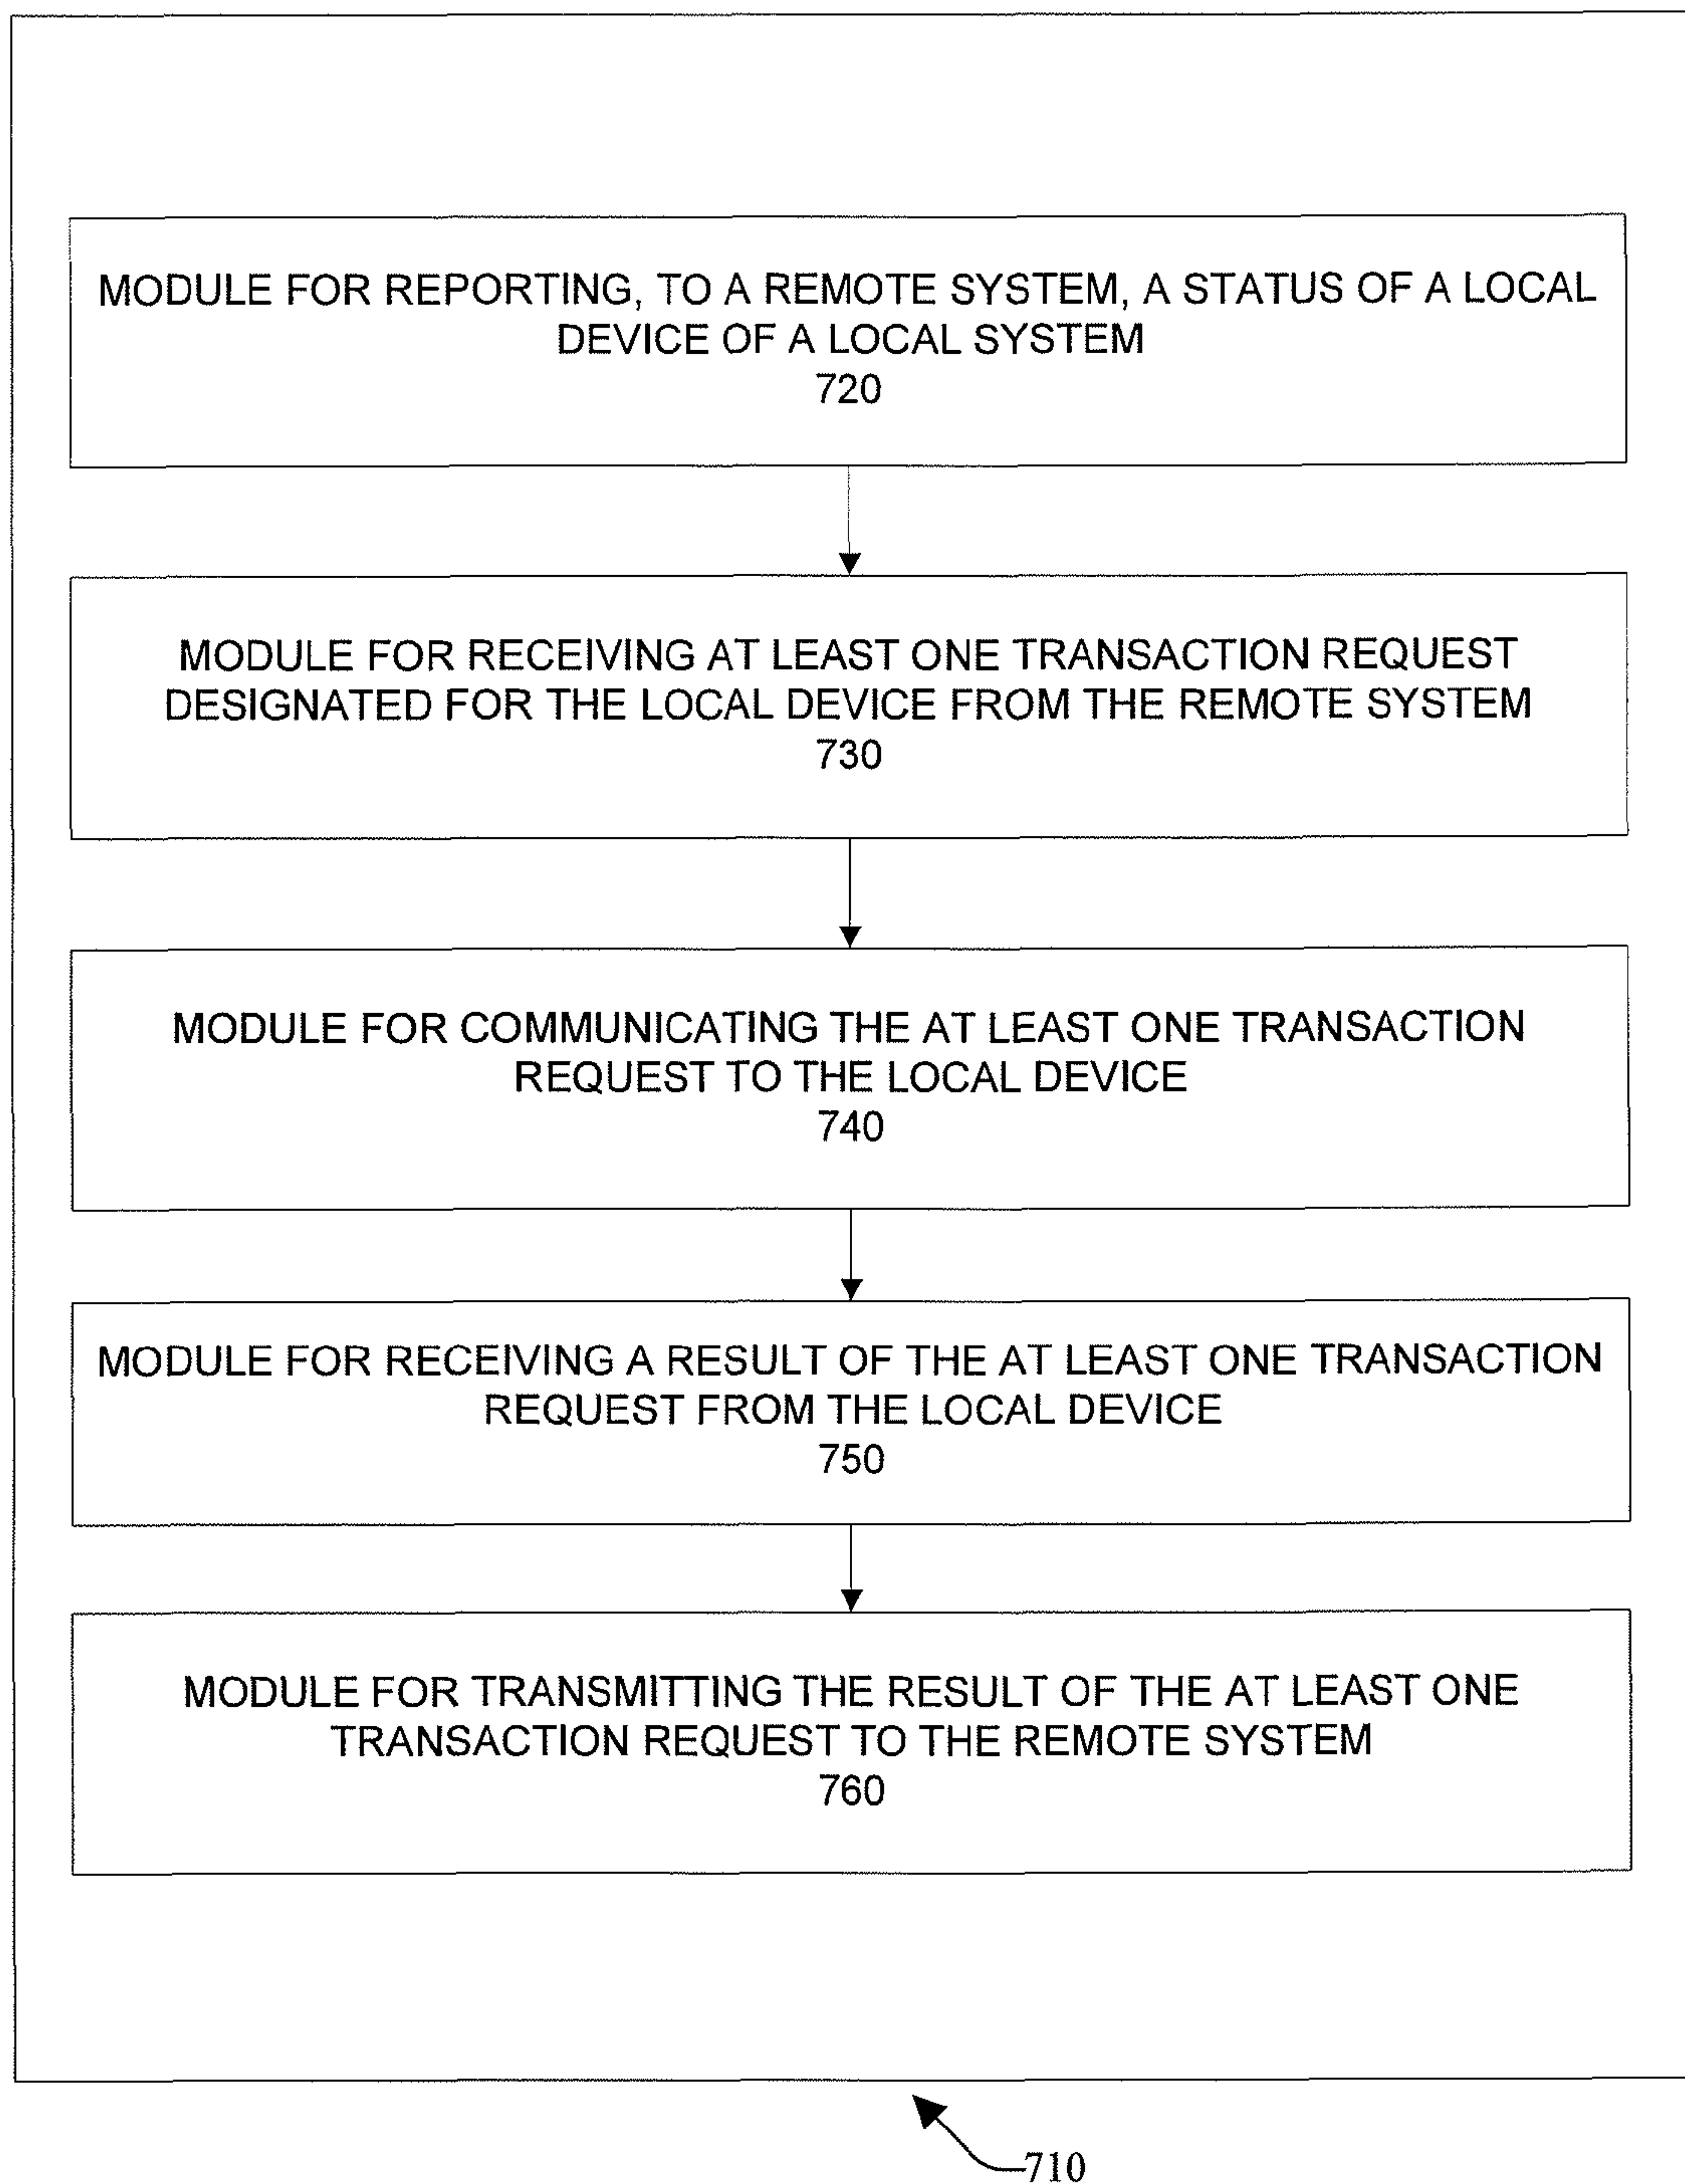 MODULE FOR REPORTING, TO A REMOTE SYSTEM, A STATUS OF A LOCAL
DEVICE OF A LOCAL SYSTEM
720
MODULE FOR RECEIVING AT LEAST ONE TRANSACTION REQUEST
DESIGNATED FOR THE LOCAL DEVICE FROM THE REMOTE SYSTEM
730
MODULE FOR COMMUNICATING THE AT LEAST ONE TRANSACTION
REQUEST TO THE LOCAL DEVICE
740
MODULE FOR RECEIVING A RESULT OF THE AT LEAST ONE TRANSACTION
REQUEST FROM THE LOCAL DEVICE
750
MODULE FOR TRANSMITTING THE RESULT OF THE AT LEAST ONE
TRANSACTION REQUEST TO THE REMOTE SYSTEM
760
710